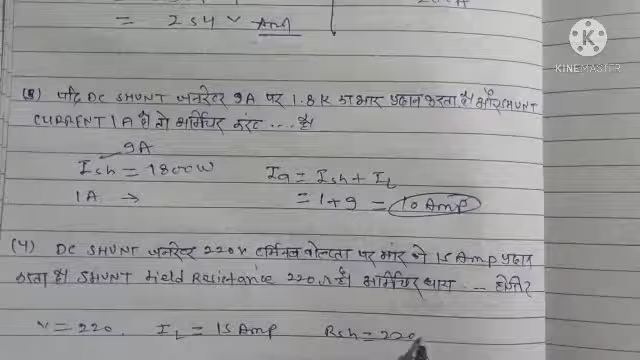 = 254 V Ans
KINEMASTER
(3) यदि DC SHUNT जनरेटर 9A पर 1.8 K का भार प्रदान करता है। और SHUNT
CURRENT 1A है तो आर्मेचर करंट .... है।
9A
Ish = 1800W Ia = Ish + IL
1A → = 1+9 = 10 Amp
(4) DC SHUNT जनरेटर 220V टर्मिनल वोल्टता पर भार को 15 Amp प्रदान
करता है। SHUNT field Resistance 220Ω है। आर्मेचर धारा ... होगी?
V = 220. IL = 15 Amp Rsh = 220